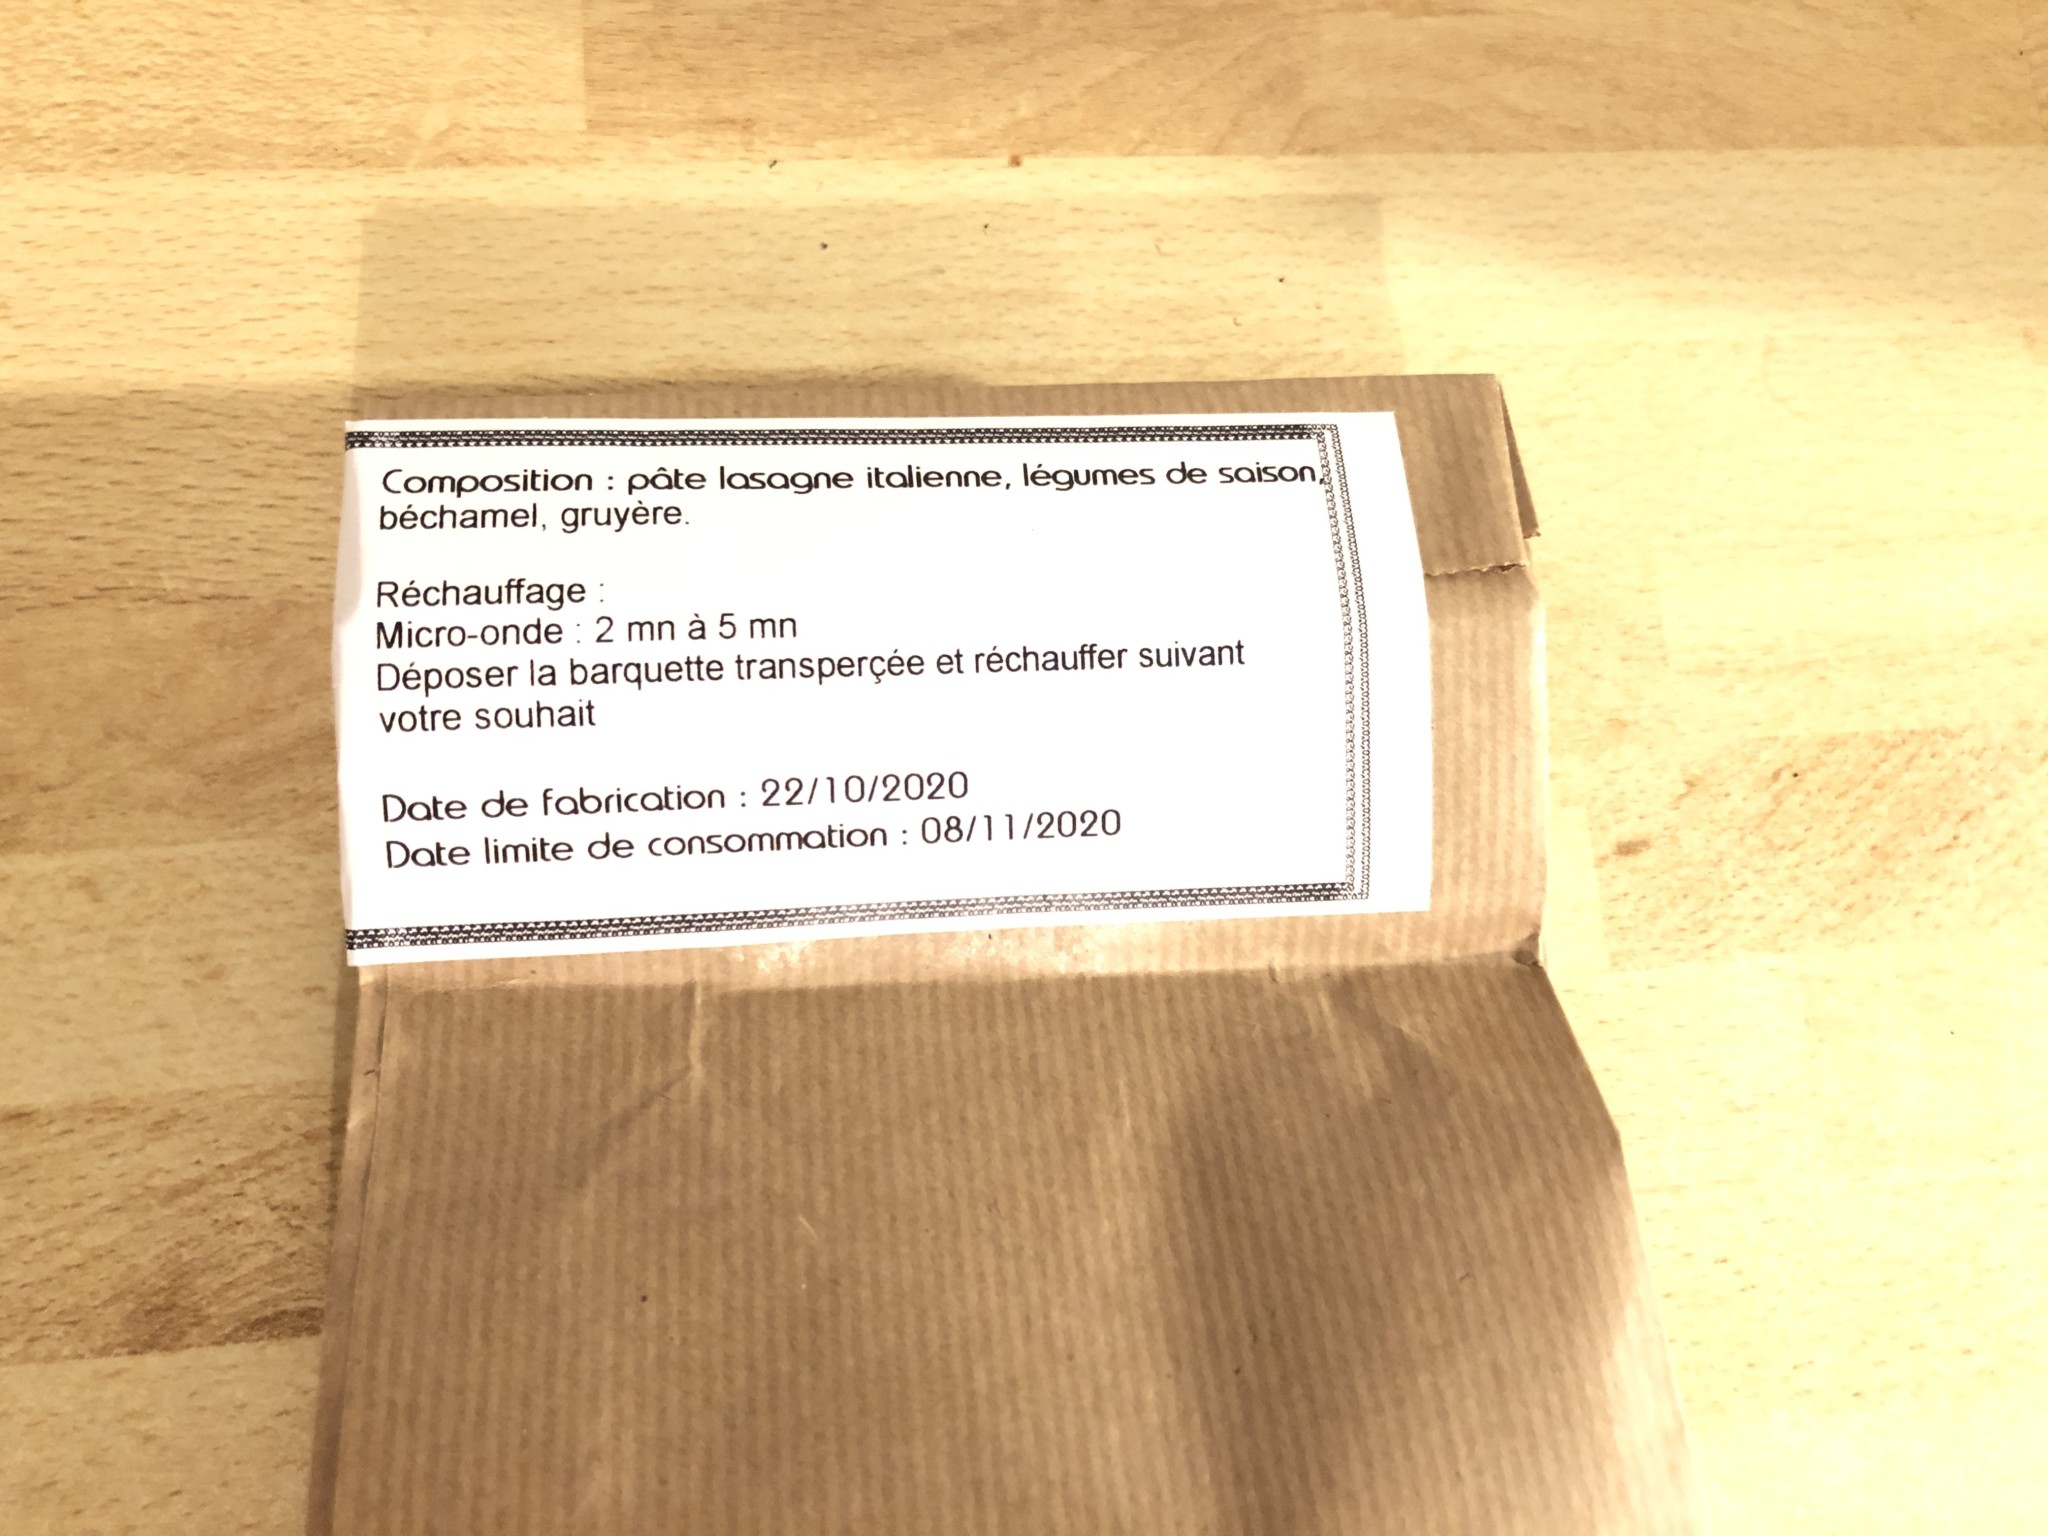 Composition : pâte lasagne italienne, légumes de saison,
béchamel, gruyère.
Réchauffage :
Micro-onde : 2 mn à 5 mn
Déposer la barquette transperçée et réchauffer suivant
votre souhait
Date de fabrication : 22/10/2020
Date limite de consommation : 08/11/2020